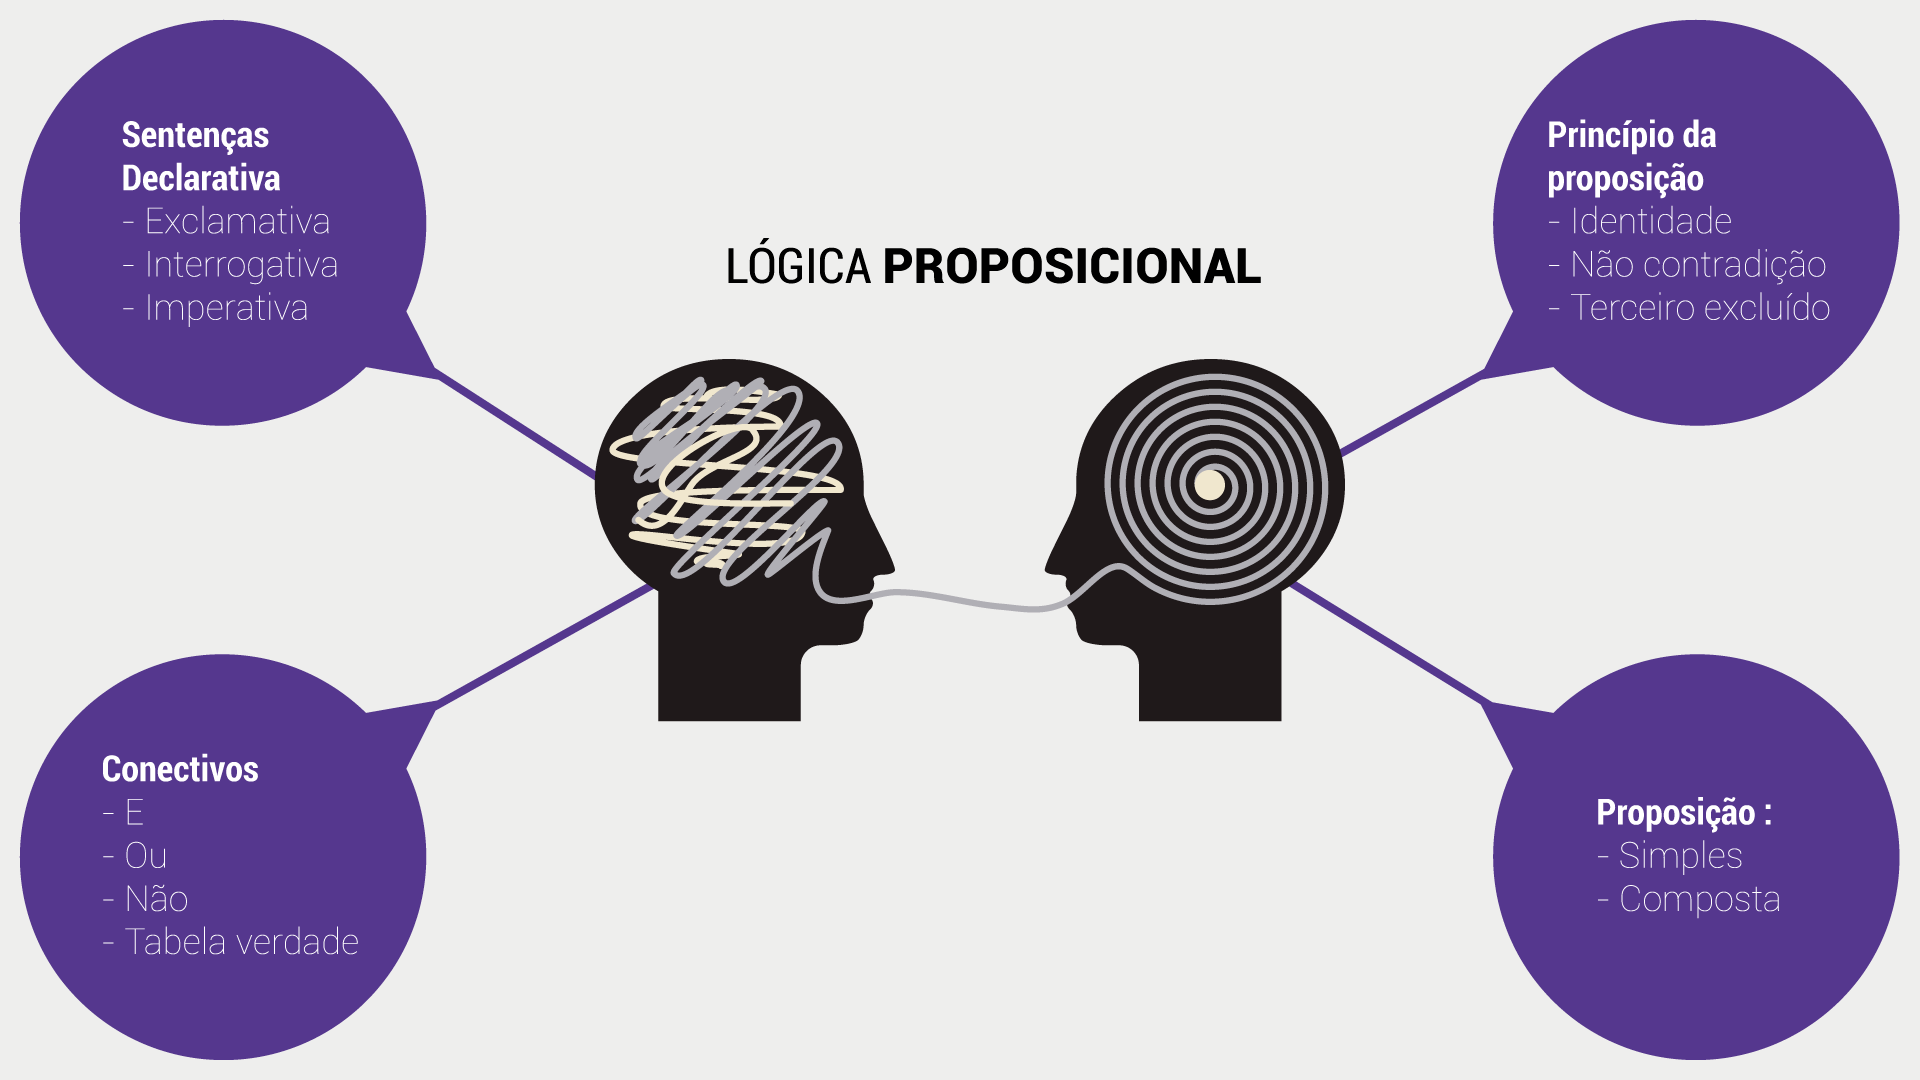 Sentenças
Declarativa
- Exclamativa
- Interrogativa
- Imperativa
LÓGICA PROPOSICIONAL
Princípio da
proposição
- Identidade
- Não contradição
- Terceiro excluído
Conectivos
- E
- Ou
- Não
- Tabela verdade
Proposição :
- Simples
- Composta